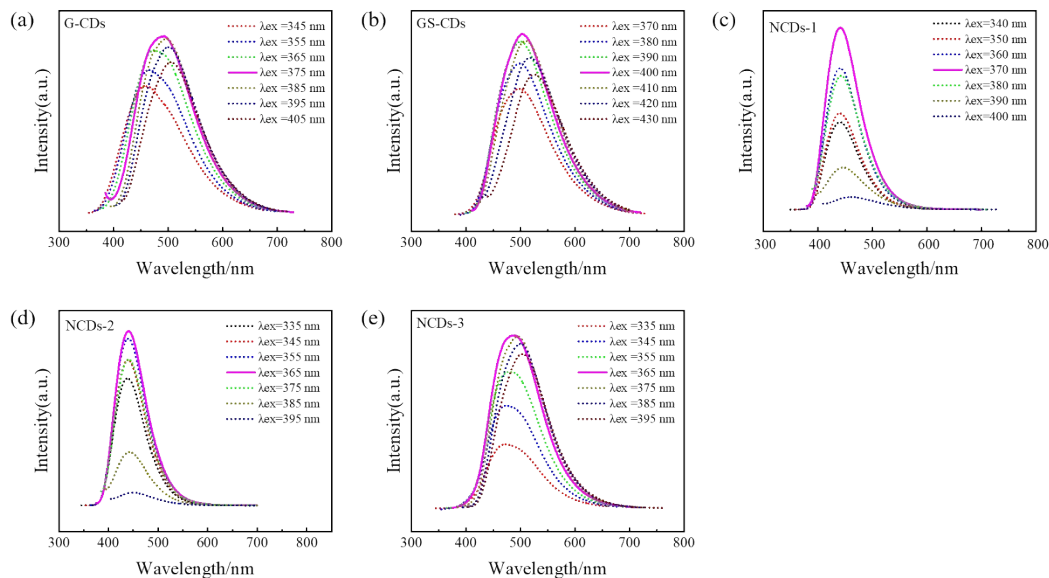 (a)
G-CDs
λex =345 nm
λex =355 nm
λex =365 nm
λex =375 nm
λex =385 nm
λex =395 nm
λex =405 nm
Intensity(a.u.)
300 400 500 600 700 800
Wavelength/nm
(b)
GS-CDs
λex =370 nm
λex =380 nm
λex =390 nm
λex =400 nm
λex =410 nm
λex =420 nm
λex =430 nm
Intensity(a.u.)
300 400 500 600 700 800
Wavelength/nm
(c)
NCDs-1
λex=340 nm
λex=350 nm
λex=360 nm
λex=370 nm
λex=380 nm
λex=390 nm
λex=400 nm
Intensity(a.u.)
300 400 500 600 700 800
Wavelength/nm
(d)
NCDs-2
λex=335 nm
λex=345 nm
λex=355 nm
λex=365 nm
λex=375 nm
λex=385 nm
λex=395 nm
Intensity(a.u.)
300 400 500 600 700 800
Wavelength/nm
(e)
NCDs-3
λex =335 nm
λex =345 nm
λex =355 nm
λex =365 nm
λex =375 nm
λex =385 nm
λex =395 nm
Intensity(a.u.)
300 400 500 600 700 800
Wavelength/nm